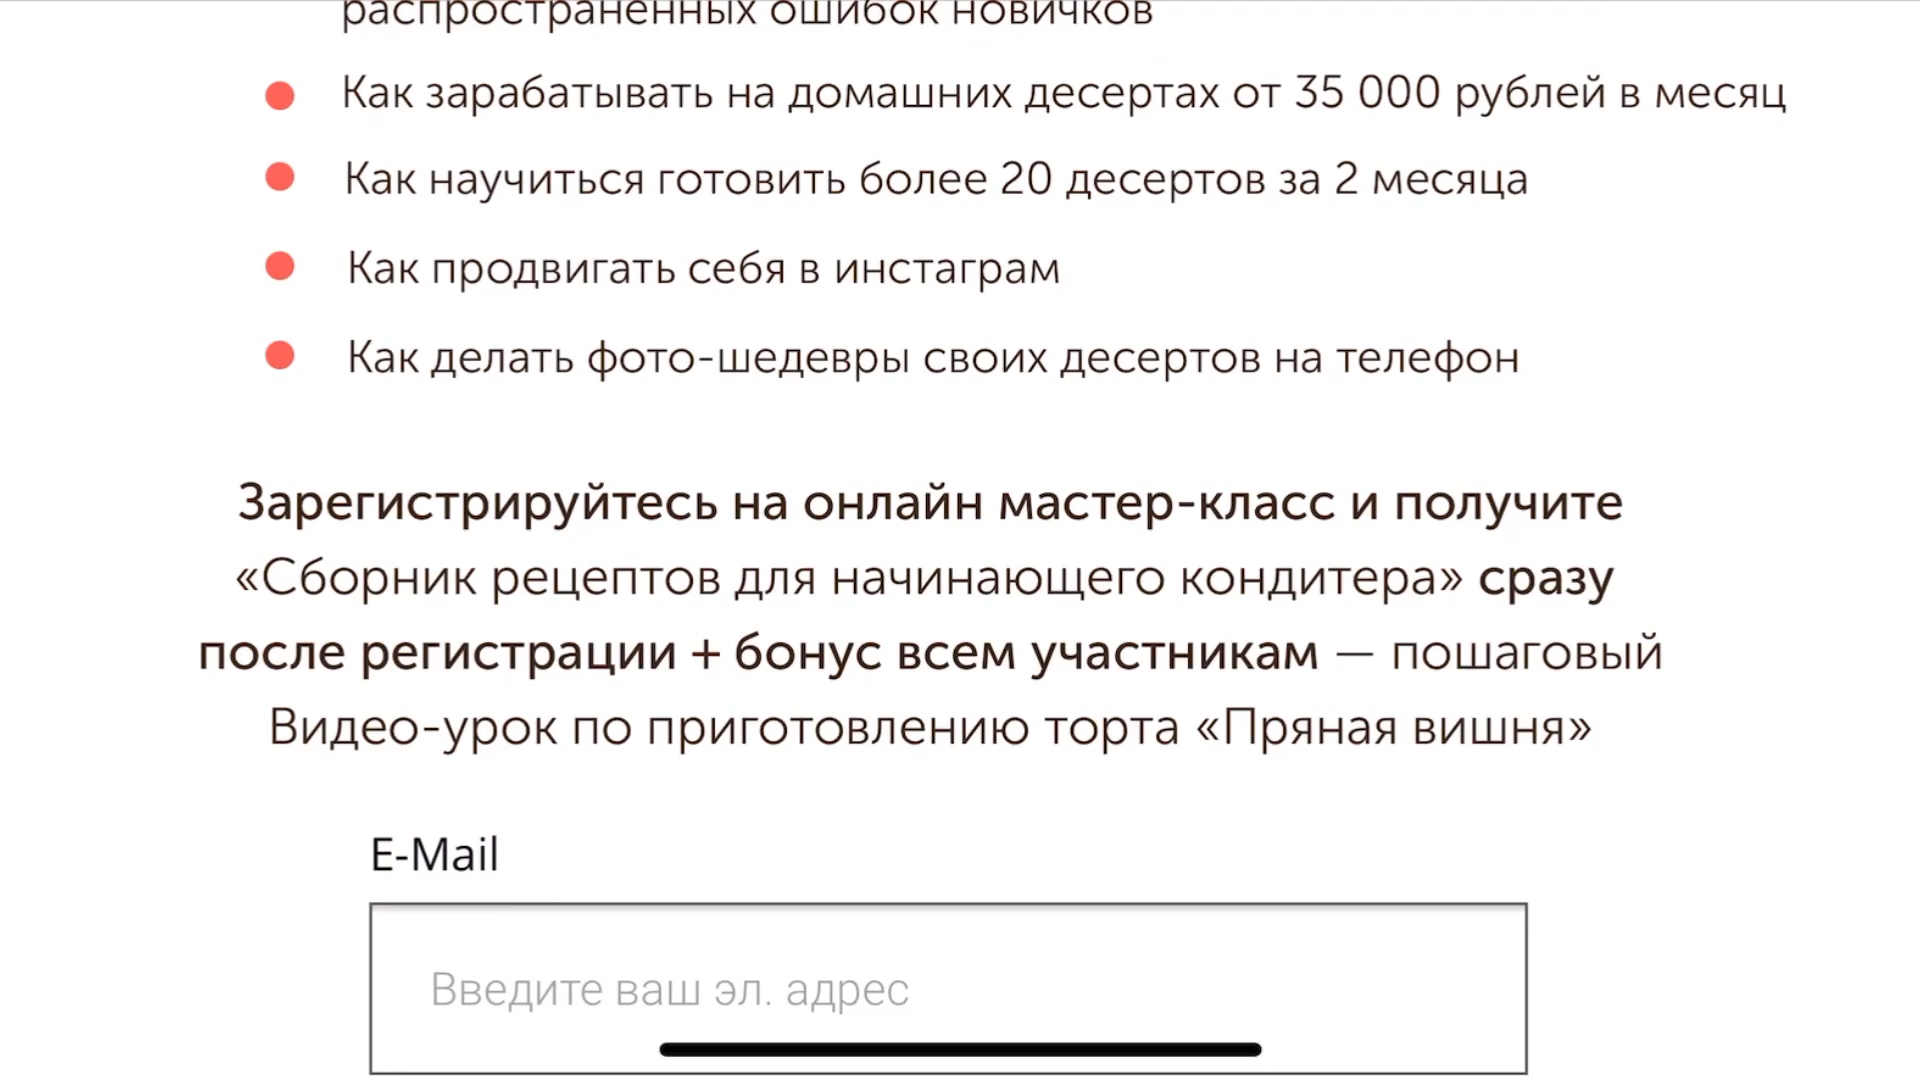 распространенных ошибок новичков
Как зарабатывать на домашних десертах от 35 000 рублей в месяц
Как научиться готовить более 20 десертов за 2 месяца
Как продвигать себя в инстаграм
Как делать фото-шедевры своих десертов на телефон
Зарегистрируйтесь на онлайн мастер-класс и получите
«Сборник рецептов для начинающего кондитера» сразу
после регистрации + бонус всем участникам — пошаговый
Видео-урок по приготовлению торта «Пряная вишня»
E-Mail
Введите ваш эл. адрес